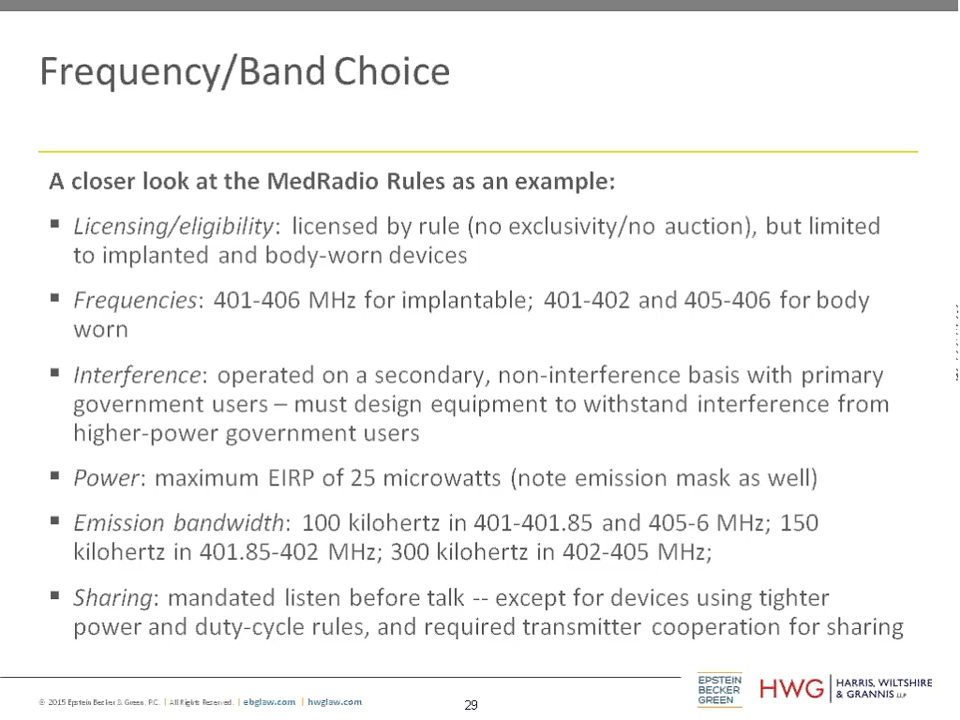 Frequency/Band Choice
A closer look at the MedRadio Rules as an example:
▪ Licensing/eligibility: licensed by rule (no exclusivity/no auction), but limited
to implanted and body-worn devices
▪ Frequencies: 401-406 MHz for implantable; 401-402 and 405-406 for body
worn
▪ Interference: operated on a secondary, non-interference basis with primary
government users – must design equipment to withstand interference from
higher-power government users
▪ Power: maximum EIRP of 25 microwatts (note emission mask as well)
▪ Emission bandwidth: 100 kilohertz in 401-401.85 and 405-6 MHz; 150
kilohertz in 401.85-402 MHz; 300 kilohertz in 402-405 MHz;
▪ Sharing: mandated listen before talk -- except for devices using tighter
power and duty-cycle rules, and required transmitter cooperation for sharing
© 2015 Epstein Becker & Green, P.C. | All Rights Reserved. | ebglaw.com | hwglaw.com
29
EPSTEIN
BECKER
GREEN
HWG | HARRIS, WILTSHIRE
& GRANNIS LLP